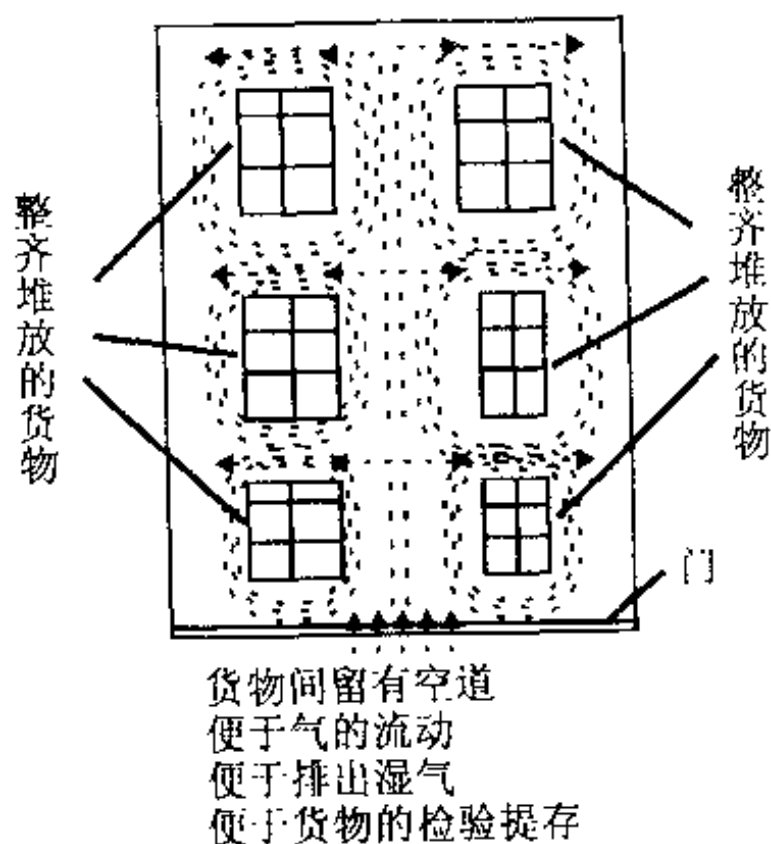 整齐堆放的货物
整齐堆放的货物
门
货物间留有空道
便于气的流动
便于排出湿气
便于货物的检验提存